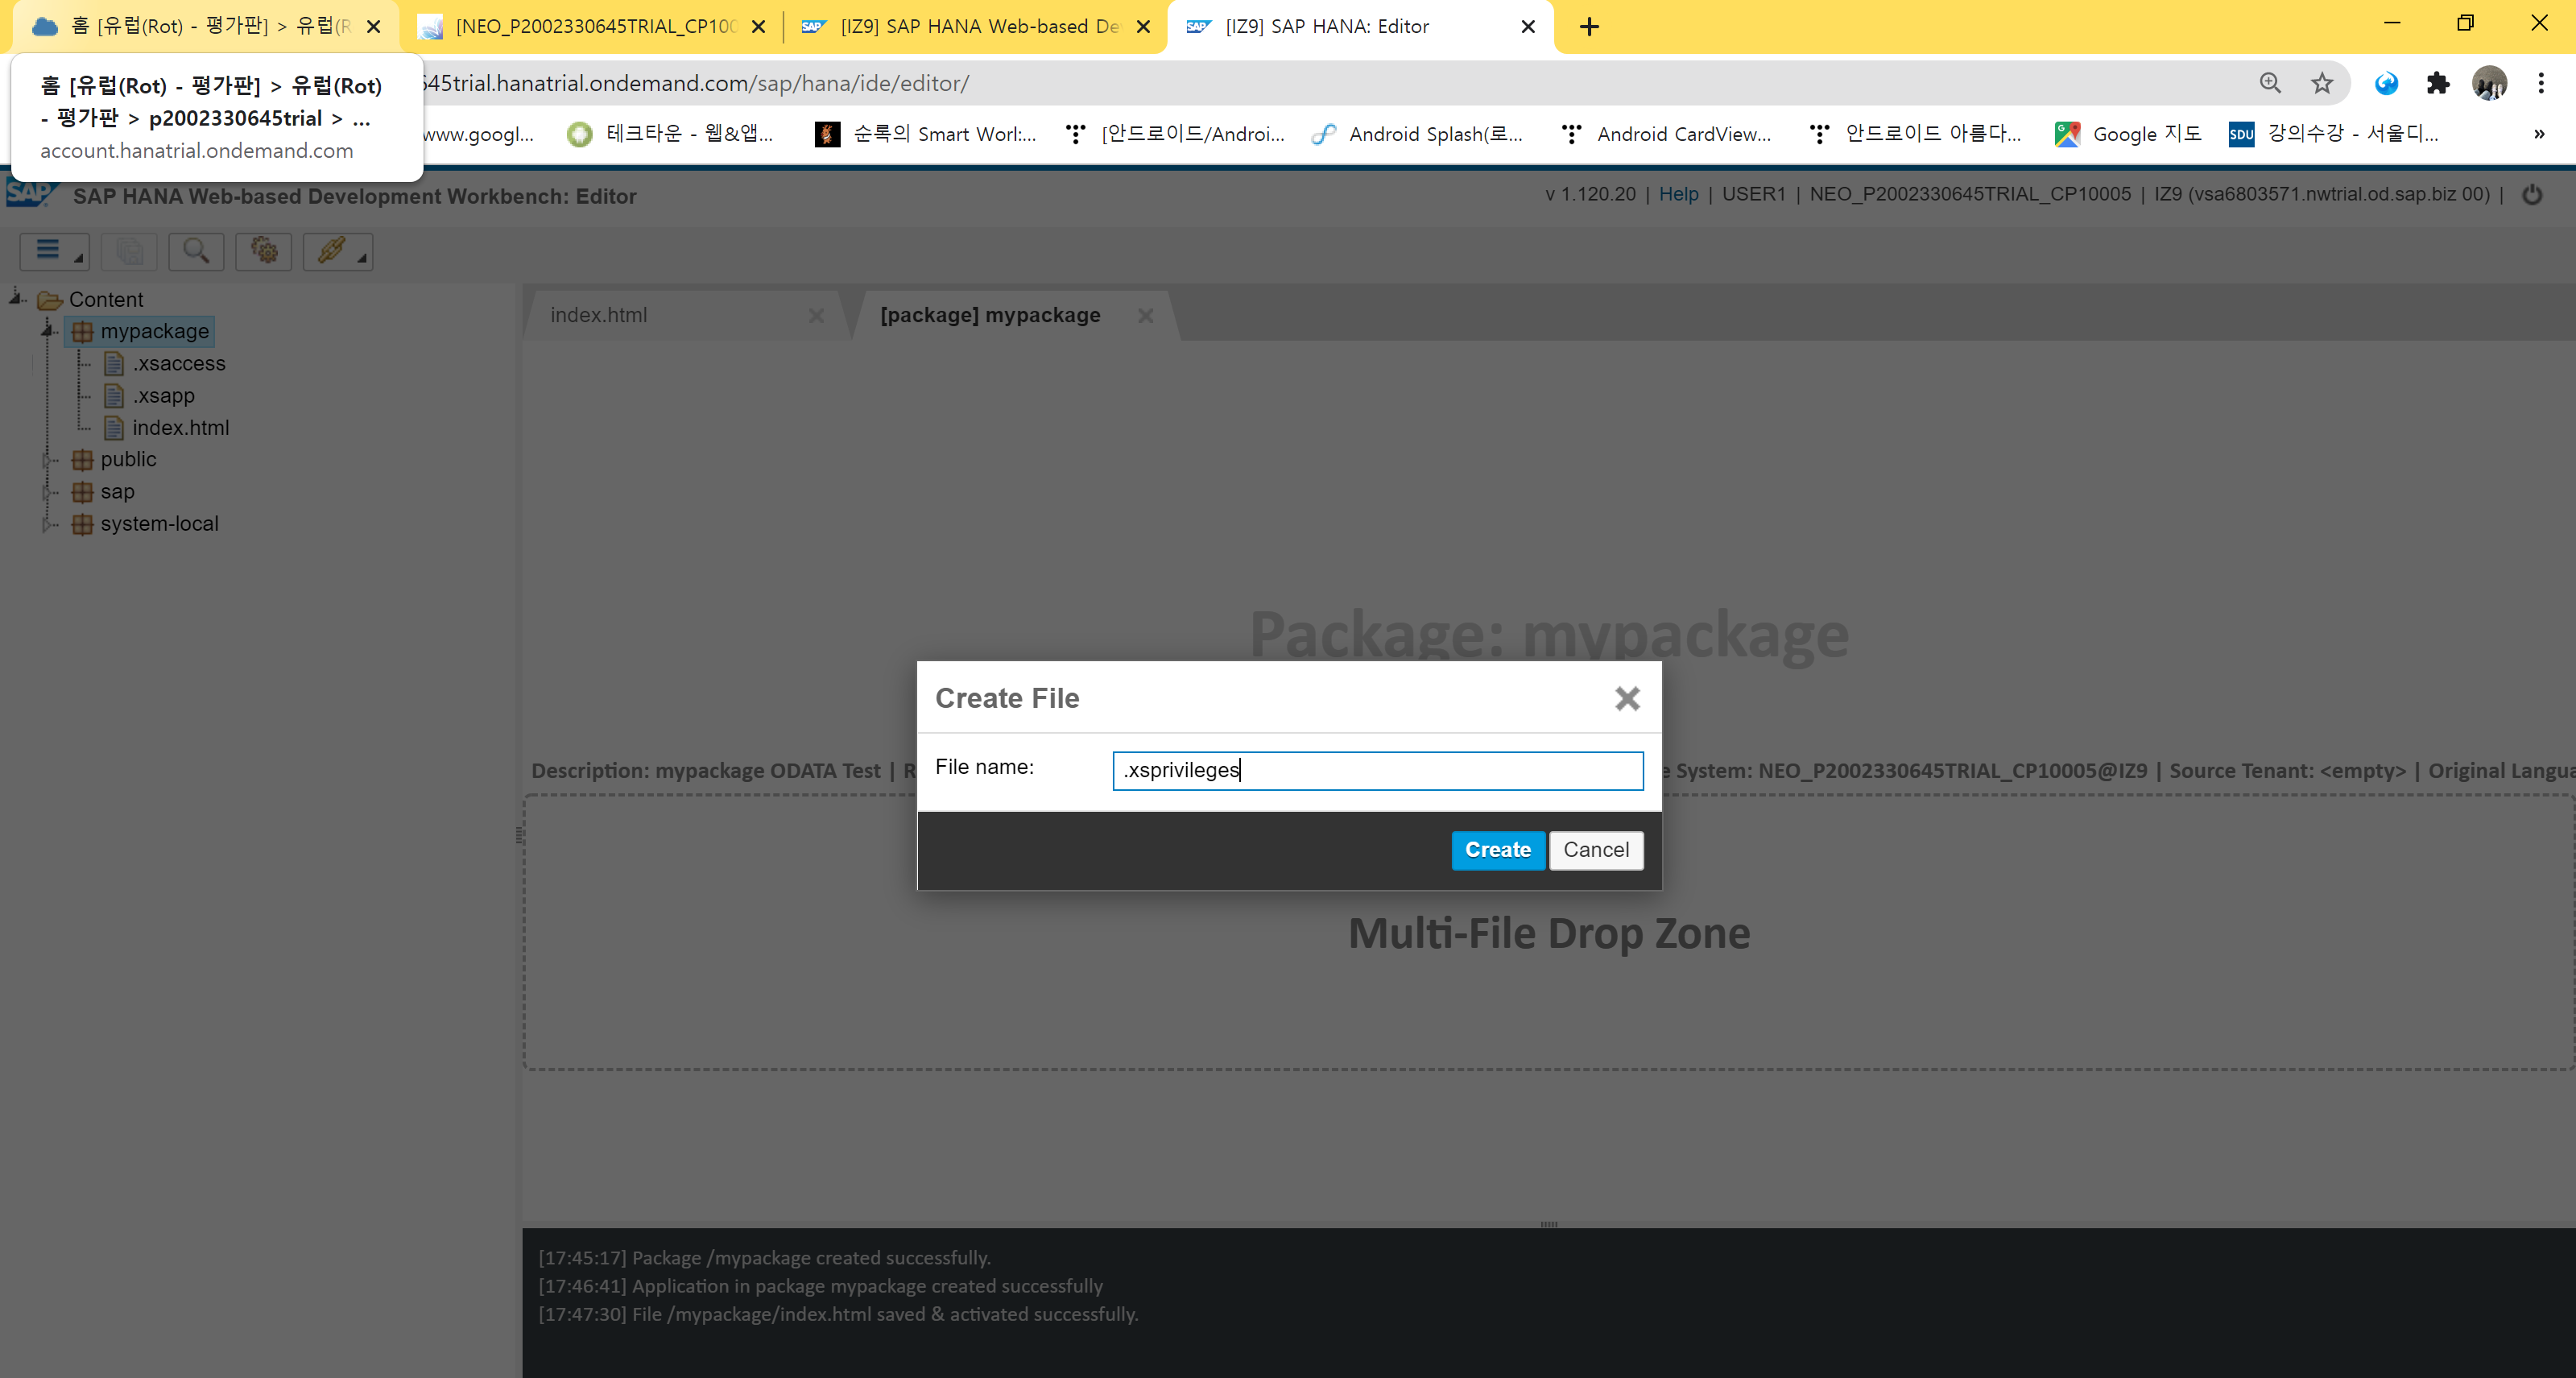 홈 [유럽(Rot) - 평가판] > 유럽(R
[NEO_P2002330645TRIAL_CP100
[IZ9] SAP HANA Web-based De
[IZ9] SAP HANA: Editor
홈 [유럽(Rot) - 평가판] > 유럽(Rot)
- 평가판 > p2002330645trial > ...
account.hanatrial.ondemand.com
645trial.hanatrial.ondemand.com/sap/hana/ide/editor/
www.googl...
테크타운 - 웹&앱...
순록의 Smart Worl:...
[안드로이드/Androi...
Android Splash(로...
Android CardView...
안드로이드 아름다...
Google 지도
SDU
강의수강 - 서울디...
»
SAP
SAP HANA Web-based Development Workbench: Editor
v 1.120.20 | Help | USER1 | NEO_P2002330645TRIAL_CP10005 | IZ9 (vsa6803571.nwtrial.od.sap.biz 00) |
Content
mypackage
.xsaccess
.xsapp
index.html
public
sap
system-local
index.html
[package] mypackage
Package: mypackage
Create File
File name:
.xsprivileges
Description: mypackage ODATA Test | R
e System: NEO_P2002330645TRIAL_CP10005@IZ9 | Source Tenant: <empty> | Original Langua
Create
Cancel
Multi-File Drop Zone
[17:45:17] Package /mypackage created successfully.
[17:46:41] Application in package mypackage created successfully
[17:47:30] File /mypackage/index.html saved & activated successfully.